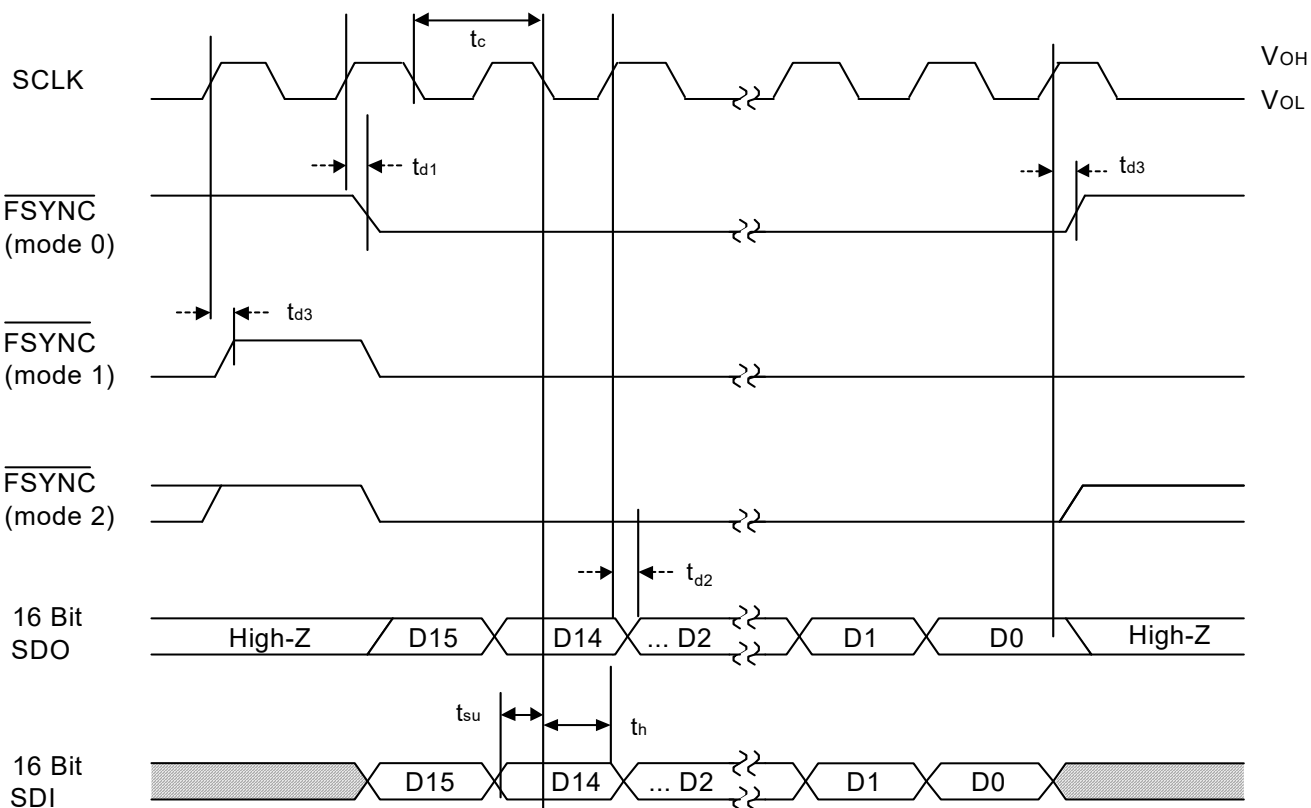 tc
SCLK
VOH
VOL
td1
td3
FSYNC
(mode 0)
td3
FSYNC
(mode 1)
FSYNC
(mode 2)
td2
16 Bit
SDO
High-Z
D15
D14
... D2
D1
D0
High-Z
tsu
th
16 Bit
SDI
D15
D14
... D2
D1
D0